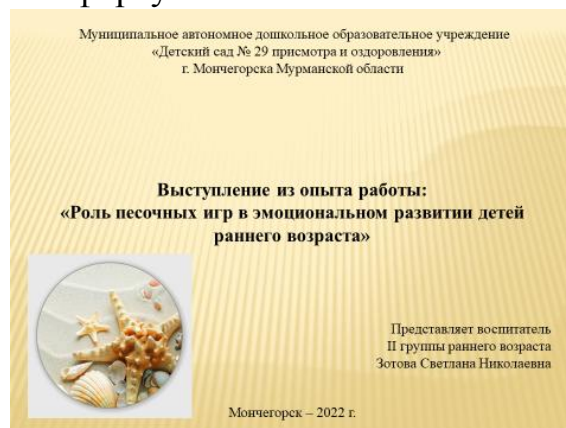 Муниципальное автономное дошкольное образовательное учреждение
«Детский сад № 29 присмотра и оздоровления»
г. Мончегорска Мурманской области
Выступление из опыта работы:
«Роль песочных игр в эмоциональном развитии детей
раннего возраста»
Представляет воспитатель
II группы раннего возраста
Зотова Светлана Николаевна
Мончегорск – 2022 г.